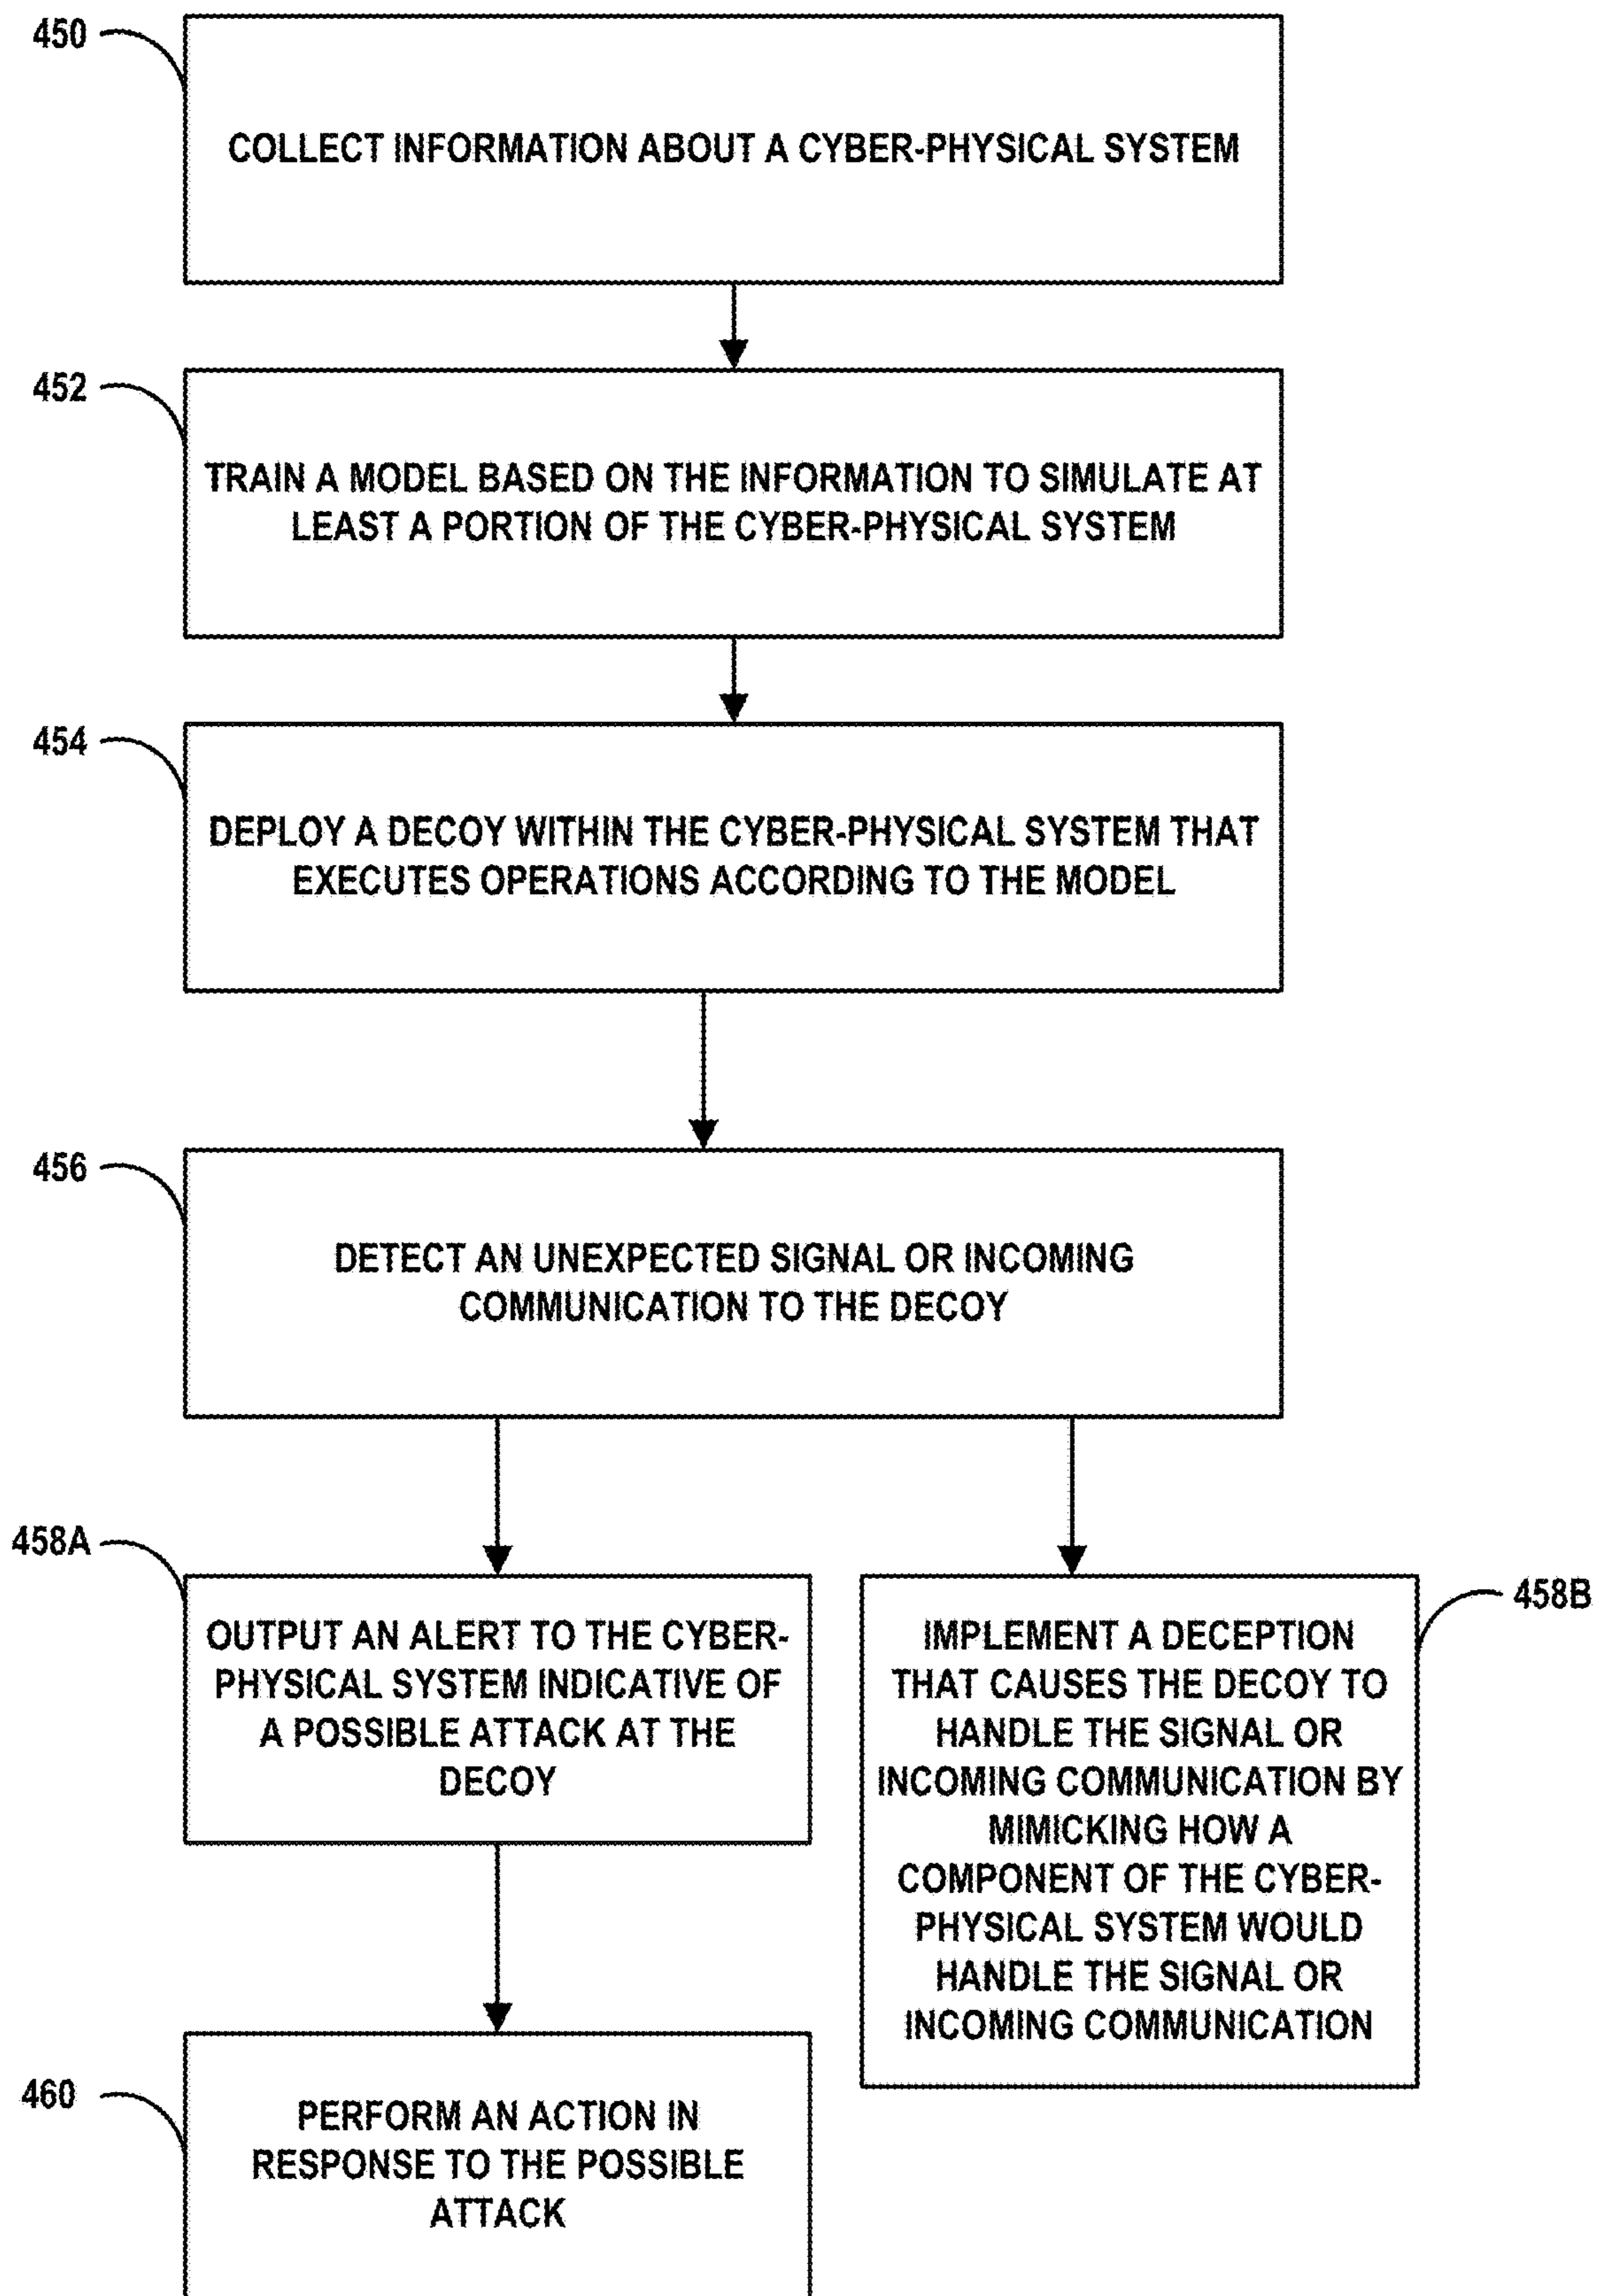 450
COLLECT INFORMATION ABOUT A CYBER-PHYSICAL SYSTEM
452
TRAIN A MODEL BASED ON THE INFORMATION TO SIMULATE AT
LEAST A PORTION OF THE CYBER-PHYSICAL SYSTEM
454
DEPLOY A DECOY WITHIN THE CYBER-PHYSICAL SYSTEM THAT
EXECUTES OPERATIONS ACCORDING TO THE MODEL
456
DETECT AN UNEXPECTED SIGNAL OR INCOMING
COMMUNICATION TO THE DECOY
458A
OUTPUT AN ALERT TO THE CYBER-
PHYSICAL SYSTEM INDICATIVE OF
A POSSIBLE ATTACK AT THE
DECOY
458B
IMPLEMENT A DECEPTION
THAT CAUSES THE DECOY TO
HANDLE THE SIGNAL OR
INCOMING COMMUNICATION BY
MIMICKING HOW A
COMPONENT OF THE CYBER-
PHYSICAL SYSTEM WOULD
HANDLE THE SIGNAL OR
INCOMING COMMUNICATION
460
PERFORM AN ACTION IN
RESPONSE TO THE POSSIBLE
ATTACK